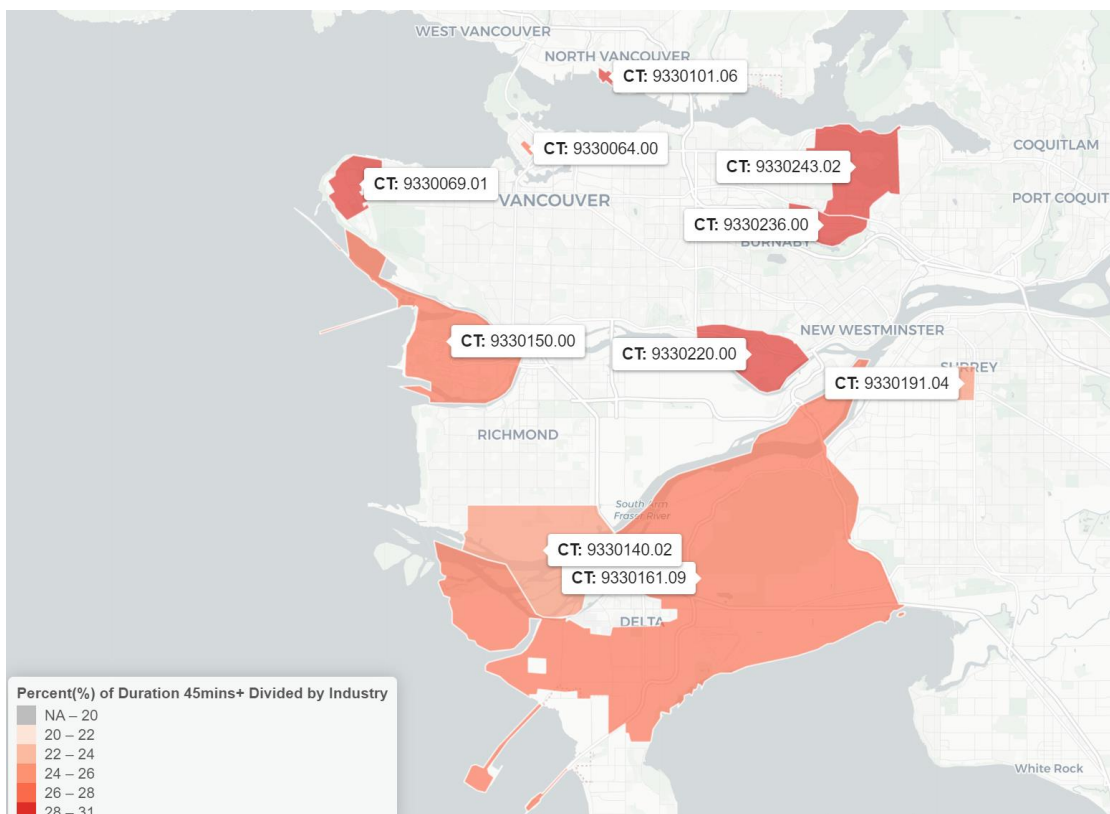 WEST VANCOUVER
NORTH VANCOUVER
CT: 9330101.06
CT: 9330064.00
COQUITLAM
CT: 9330243.02
CT: 9330069.01
VANCOUVER
PORT COQUIT
CT: 9330236.00
BURNABY
NEW WESTMINSTER
CT: 9330150.00
CT: 9330220.00
SURREY
CT: 9330191.04
RICHMOND
South Arm
Fraser River
CT: 9330140.02
CT: 9330161.09
DELTA
White Rock
Percent(%) of Duration 45mins+ Divided by Industry
NA – 20
20 – 22
22 – 24
24 – 26
26 – 28
28 – 31